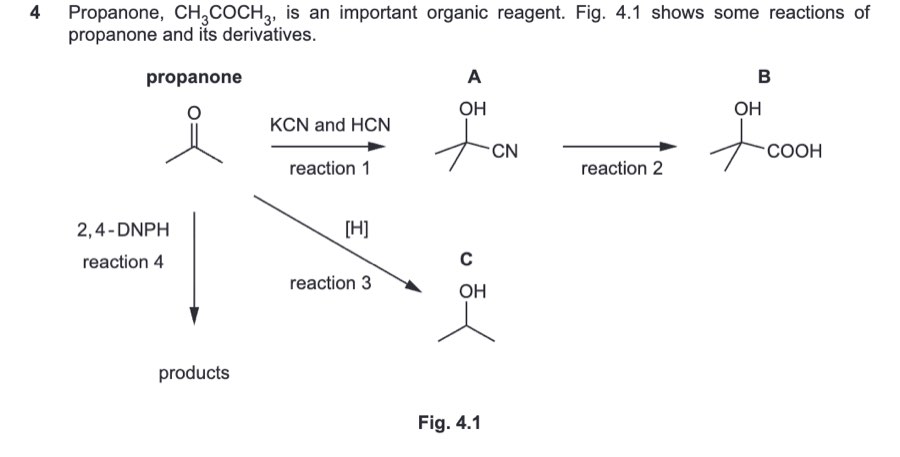 4 Propanone, CH₃COCH₃, is an important organic reagent. Fig. 4.1 shows some reactions of
propanone and its derivatives.
propanone
A
B
O
OH
OH
KCN and HCN
CN
COOH
reaction 1
reaction 2
2,4-DNPH
[H]
reaction 4
C
reaction 3
OH
products
Fig. 4.1